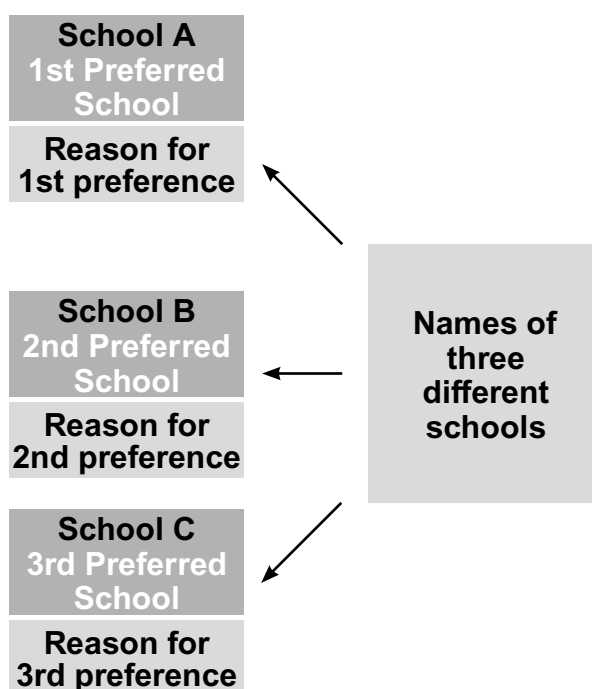 School A
1st Preferred
School
Reason for
1st preference
School B
2nd Preferred
School
Reason for
2nd preference
School C
3rd Preferred
School
Reason for
3rd preference
Names of
three
different
schools